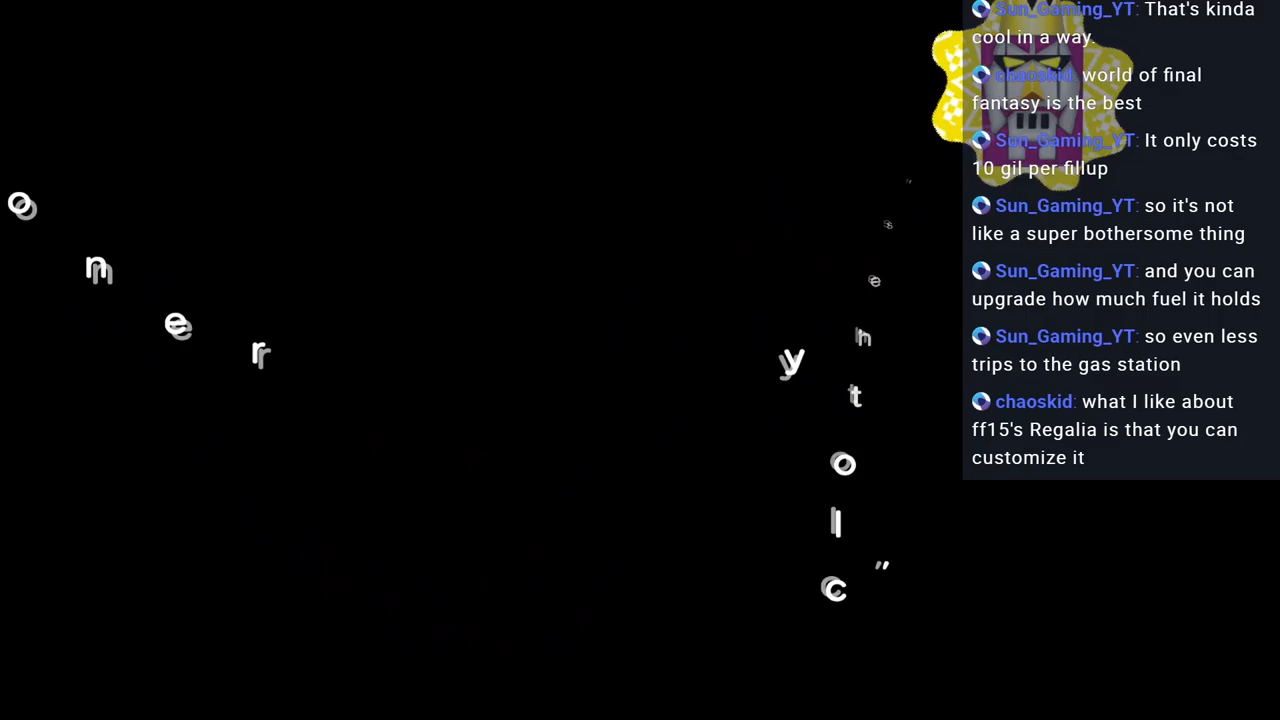 Sun_Gaming_YT: That's kinda
cool in a way.
chaoskid: world of final
fantasy is the best
Sun_Gaming_YT: It only costs
10 gil per fillup
Sun_Gaming_YT: so it's not
like a super bothersome thing
Sun_Gaming_YT: and you can
upgrade how much fuel it holds
Sun_Gaming_YT: so even less
trips to the gas station
chaoskid: what I like about
ff15's Regalia is that you can
customize it
o
n
e
r
y
"
s
e
h
t
o
l
c
"